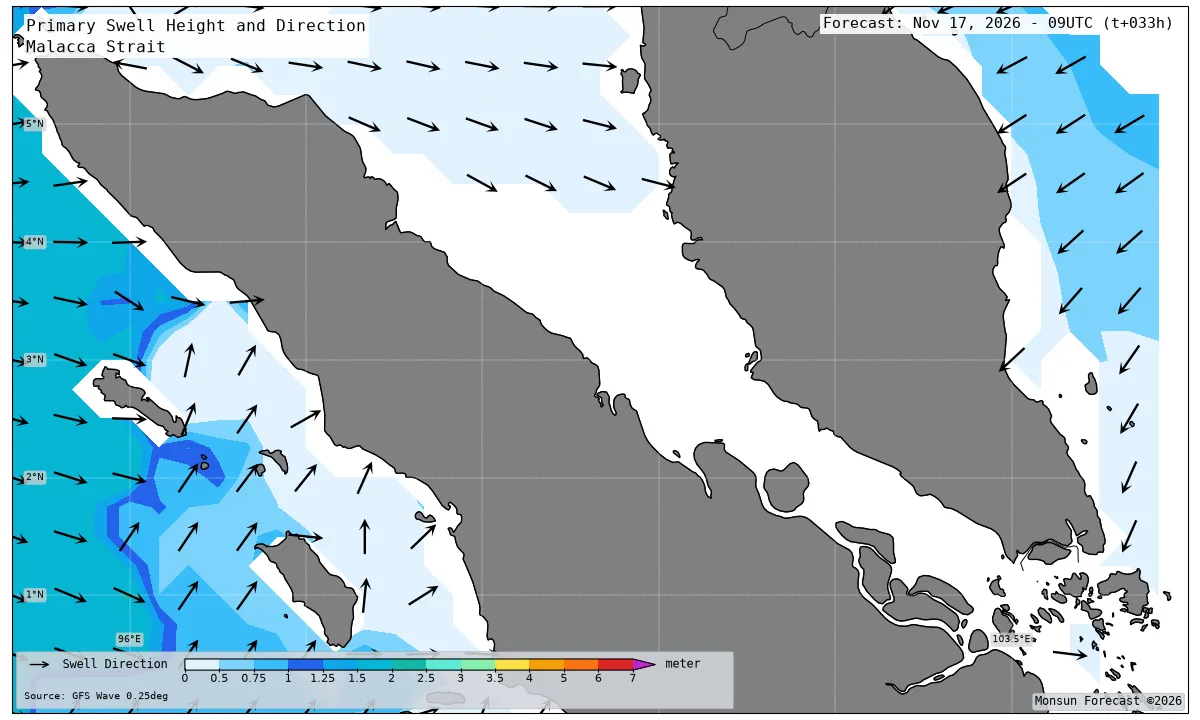 Primary Swell Height and Direction
Malacca Strait
Forecast: Nov 17, 2026 - 09UTC (t+033h)
5°N
4°N
3°N
2°N
1°N
96°E
103.5°E
Swell Direction
0 0.5 0.75 1 1.25 1.5 2 2.5 3 3.5 4 5 6 7
meter
Source: GFS Wave 0.25deg
Monsun Forecast ©2026